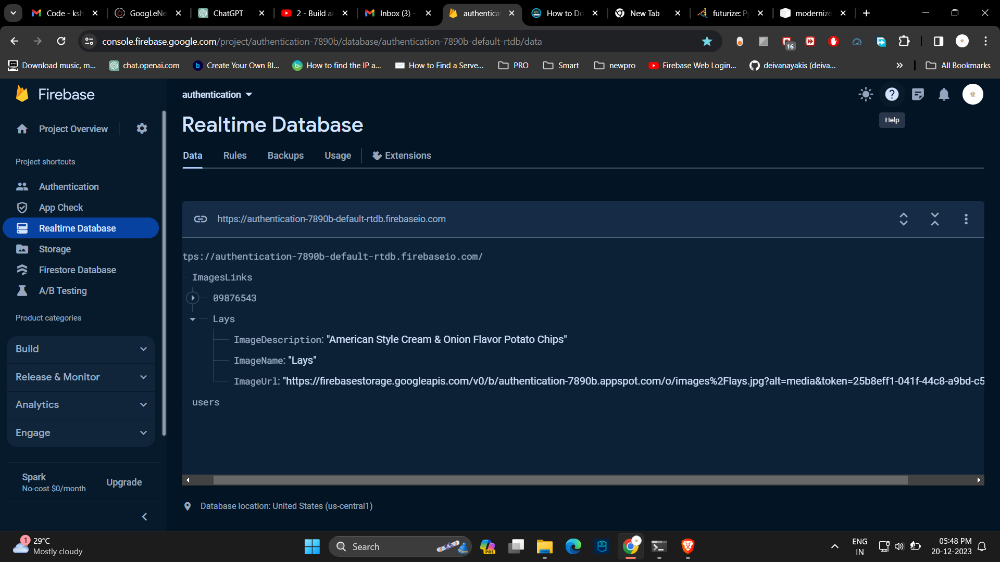 Code - ksh
GoogLeNe
ChatGPT
2 - Build a
Inbox (3) -
authentica
How to Do
New Tab
futurize: Py
modernize
console.firebase.google.com/project/authentication-7890b/database/authentication-7890b-default-rtdb/data
16
Download music, m...
chat.openai.com
Create Your Own Bl...
How to find the IP a...
How to Find a Serve...
PRO
Smart
newpro
Firebase Web Login...
deivanayakis (deiva...
All Bookmarks
Firebase
authentication
Help
Project Overview
Realtime Database
Data
Rules
Backups
Usage
Extensions
Project shortcuts
Authentication
App Check
Realtime Database
Storage
Firestore Database
A/B Testing
Product categories
Build
Release & Monitor
Analytics
Engage
Spark
No-cost $0/month
Upgrade
https://authentication-7890b-default-rtdb.firebaseio.com
tps://authentication-7890b-default-rtdb.firebaseio.com/
ImagesLinks
09876543
Lays
ImageDescription: "American Style Cream & Onion Flavor Potato Chips"
ImageName: "Lays"
ImageUrl: "https://firebasestorage.googleapis.com/v0/b/authentication-7890b.appspot.com/o/images%2Flays.jpg?alt=media&token=25b8eff1-041f-44c8-a9bd-c5
users
Database location: United States (us-central1)
1
29°C
Mostly cloudy
Search
PRE
ENG
IN
05:48 PM
20-12-2023